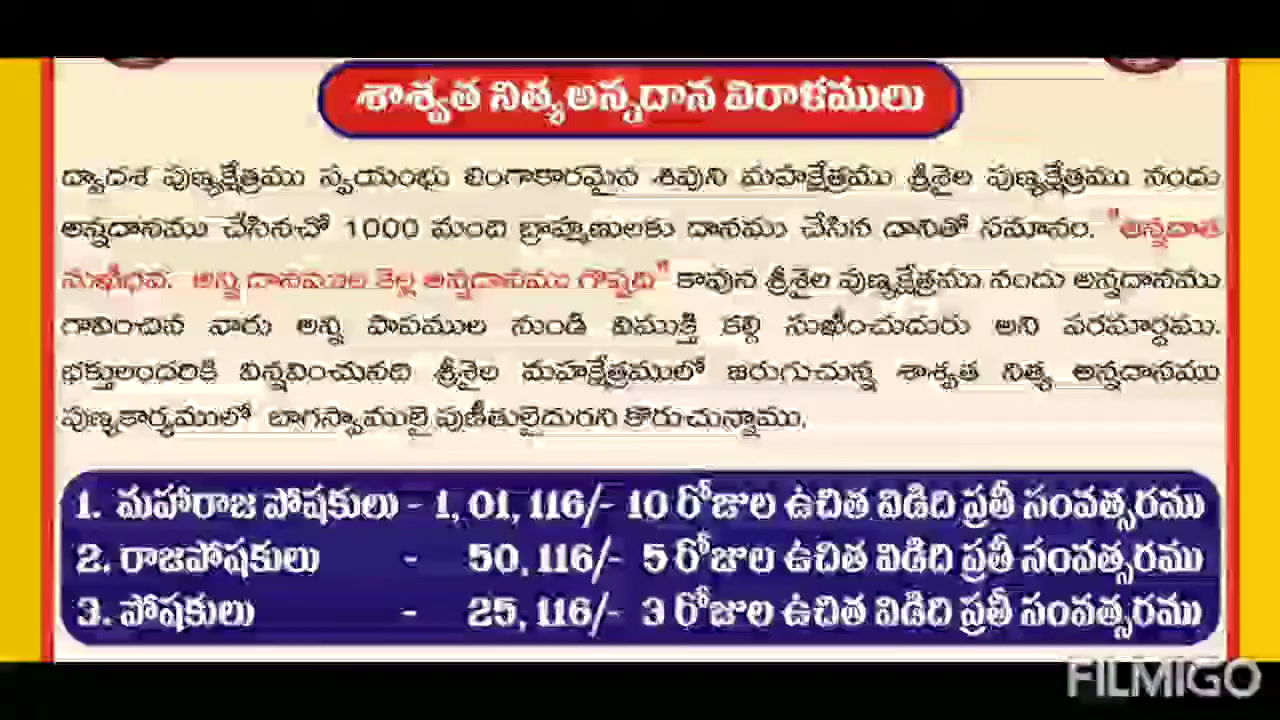 శాశ్వత నిత్యఅన్నదాన విరాళములు
ద్వాదశ పుణ్యక్షేత్రము స్వయంభు లింగాకారమైన శివుని మహాక్షేత్రము శ్రీశైల పుణ్యక్షేత్రము నందు
అన్నదానము చేసినచో 1000 మంది బ్రాహ్మణులకు దానము చేసిన దానితో సమానం. "అన్నదాత
సుఖీభవ. అన్ని దానముల కెల్ల అన్నదానము గొప్పది" కావున శ్రీశైల పుణ్యక్షేత్రము నందు అన్నదానము
గావించిన వారు అన్ని పాపముల నుండి విముక్తి కల్గి సుఖించుదురు అని పరమార్థము.
భక్తులందరికి విన్నవించునది శ్రీశైల మహక్షేత్రములో జరుగుచున్న శాశ్వత నిత్య అన్నదానము
పుణ్యకార్యములో బాగస్వాములై పుణీతులైదురని కొరుచున్నాము.
1. మహారాజ పోషకులు - 1, 01, 116/- 10 రోజుల ఉచిత విడిది ప్రతీ సంవత్సరము
2. రాజపోషకులు - 50, 116/- 5 రోజుల ఉచిత విడిది ప్రతీ సంవత్సరము
3. పోషకులు - 25, 116/- 3 రోజుల ఉచిత విడిది ప్రతీ సంవత్సరము
FILMIGO